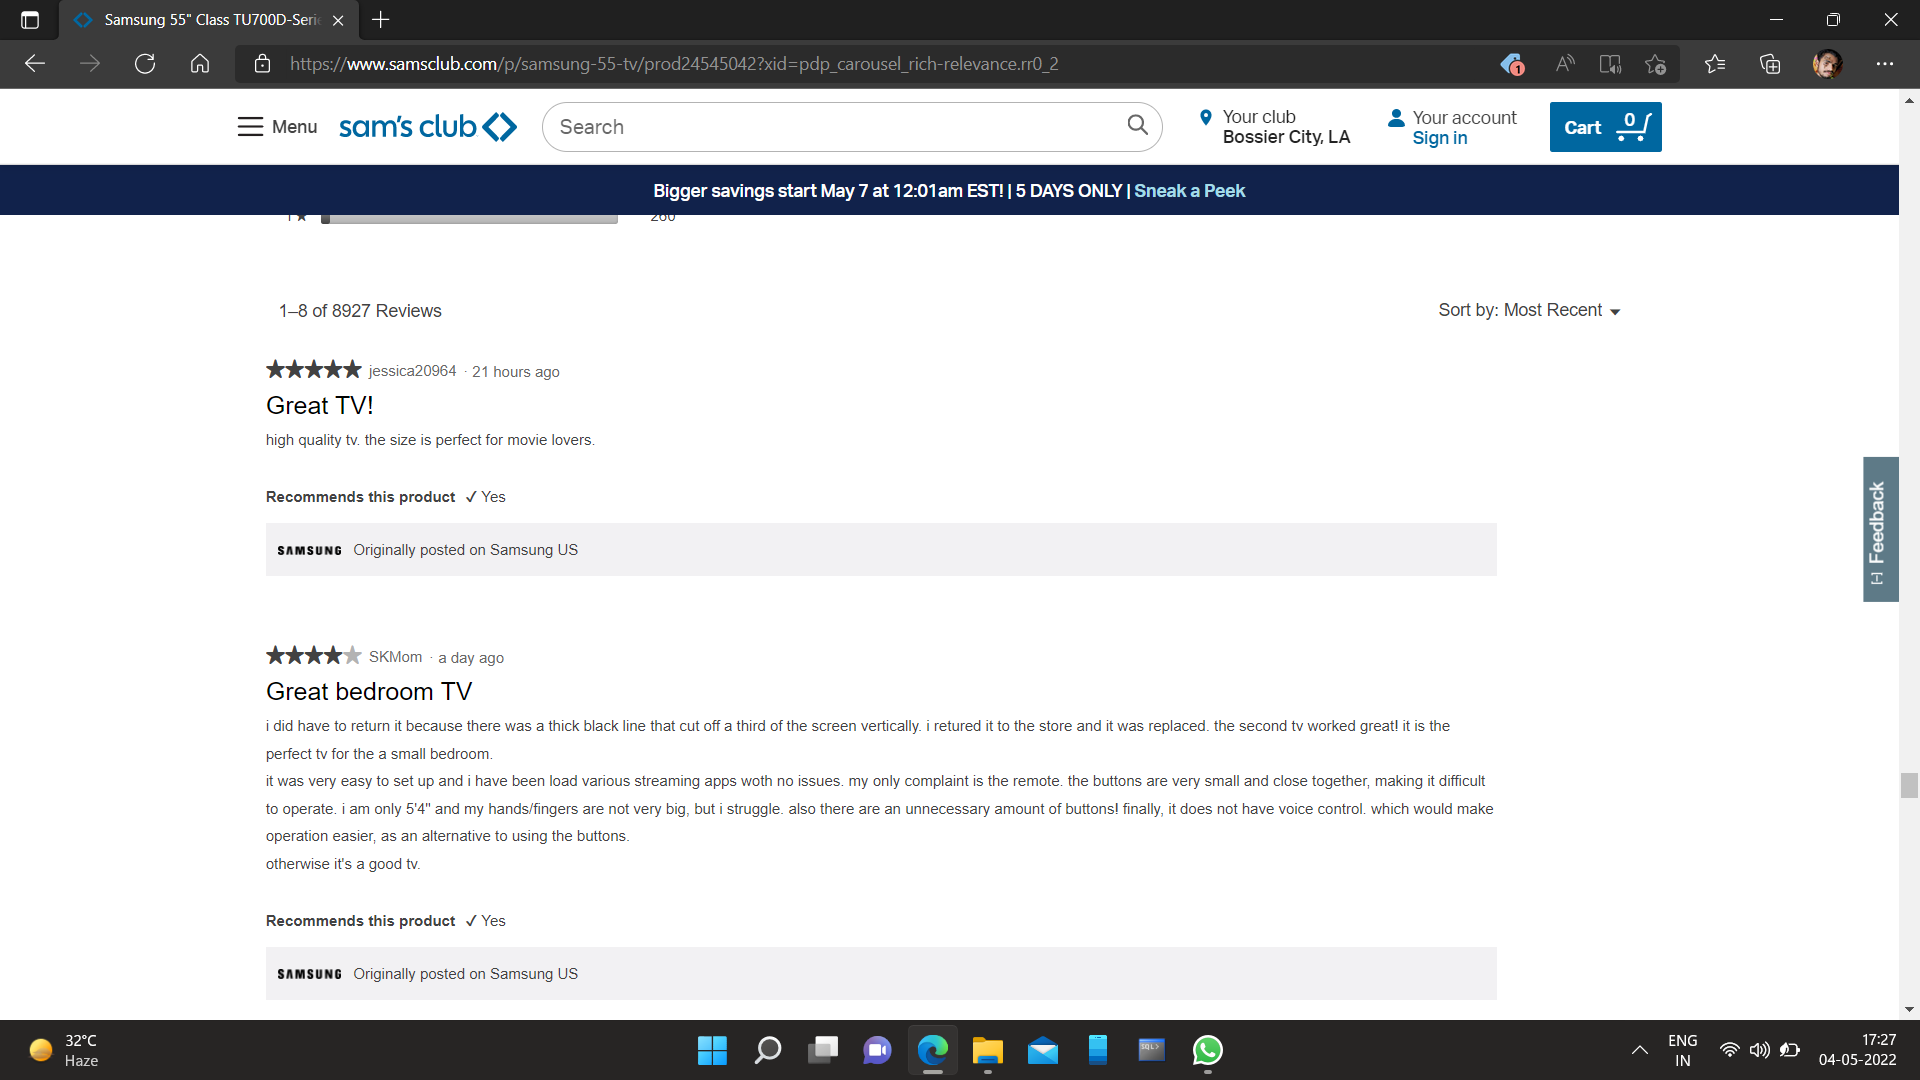 Samsung 55" Class TU700D-Serie
https://www.samsclub.com/p/samsung-55-tv/prod24545042?xid=pdp_carousel_rich-relevance.rr0_2
1
Menu
sam's club
Search
Your club
Bossier City, LA
Your account
Sign in
Cart
0
Bigger savings start May 7 at 12:01am EST! | 5 DAYS ONLY | Sneak a Peek
1★ 260
1–8 of 8927 Reviews
Sort by: Most Recent
jessica20964 · 21 hours ago
Great TV!
high quality tv. the size is perfect for movie lovers.
Recommends this product ✓ Yes
SAMSUNG Originally posted on Samsung US
[-] Feedback
SKMom · a day ago
Great bedroom TV
i did have to return it because there was a thick black line that cut off a third of the screen vertically. i retured it to the store and it was replaced. the second tv worked great! it is the
perfect tv for the a small bedroom.
it was very easy to set up and i have been load various streaming apps woth no issues. my only complaint is the remote. the buttons are very small and close together, making it difficult
to operate. i am only 5'4" and my hands/fingers are not very big, but i struggle. also there are an unnecessary amount of buttons! finally, it does not have voice control. which would make
operation easier, as an alternative to using the buttons.
otherwise it's a good tv.
Recommends this product ✓ Yes
SAMSUNG Originally posted on Samsung US
32°C
Haze
SQL>
ENG
IN
17:27
04-05-2022